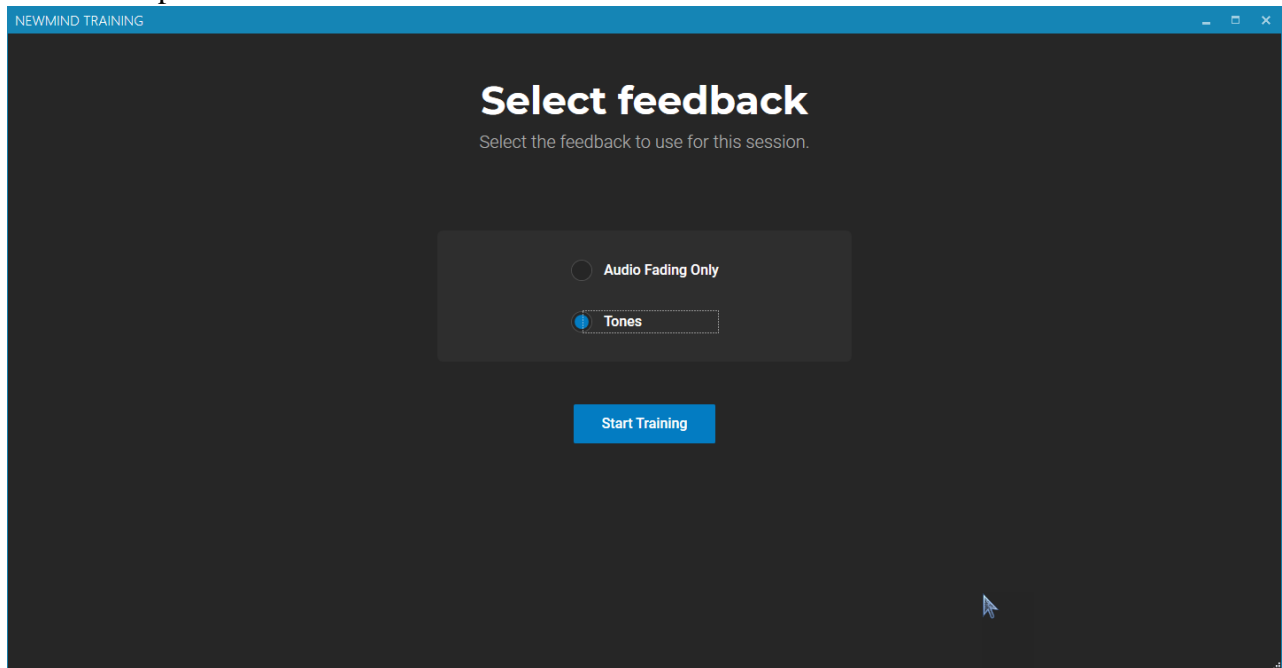 NEWMIND TRAINING
Select feedback
Select the feedback to use for this session.
Audio Fading Only
Tones
Start Training